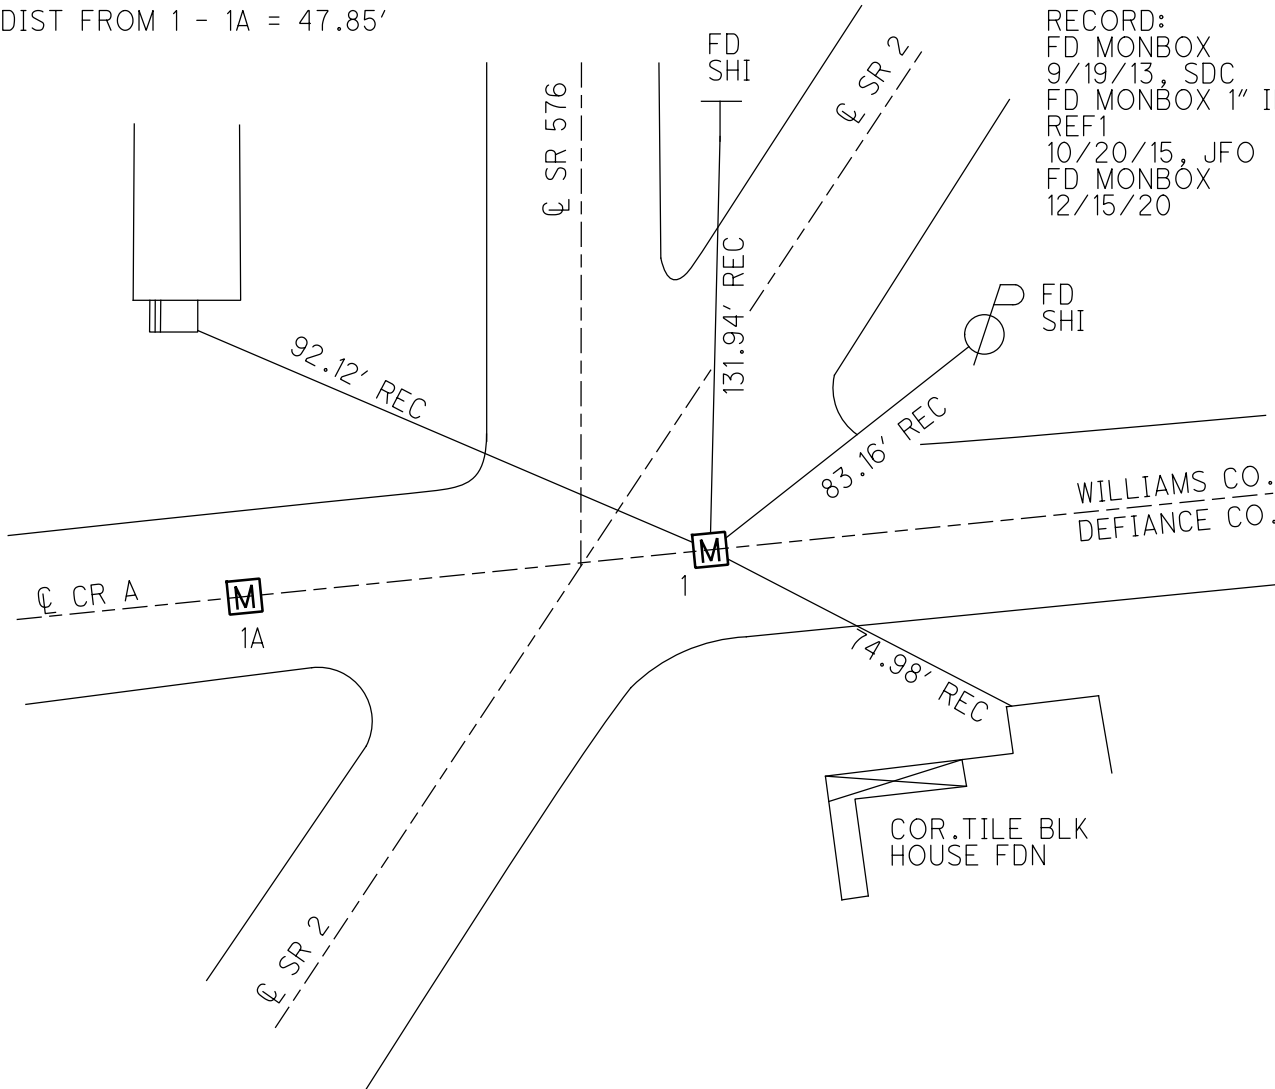 DIST FROM 1 - 1A = 47.85′
RECORD:
FD MONBOX
9/19/13, SDC
FD MONBOX 1″
REF1
10/20/15, JFO
FD MONBOX
12/15/20
FD
SHI
℄ SR 2
℄ SR 576
131.94′ REC
FD
SHI
92.12′ REC
83.16′ REC
WILLIAMS CO.
DEFIANCE CO.
M
1
℄ CR A
M
1A
74.98′ REC
COR.TILE BLK
HOUSE FDN
℄ SR 2